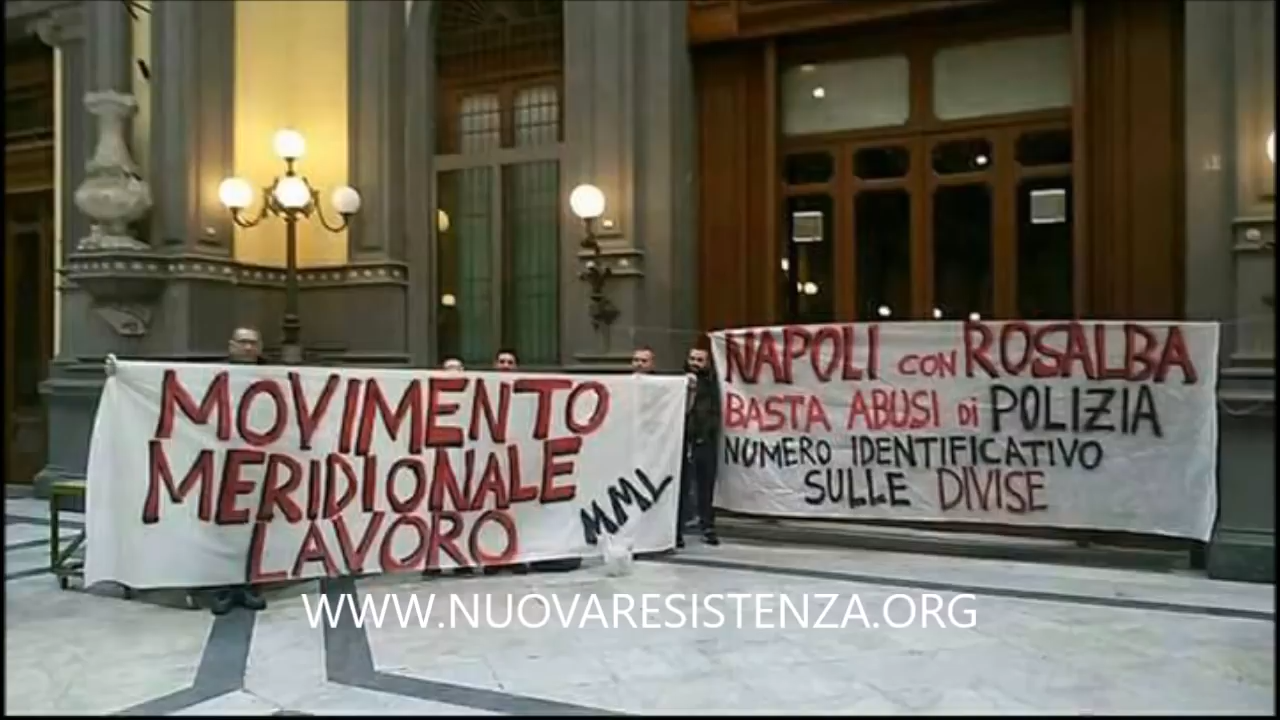 MOVIMENTO
MERIDIONALE
LAVORO
MML
NAPOLI CON ROSALBA
BASTA ABUSI Di POLIZIA
NUMERO IDENTIFICATIVO
SULLE DIVISE
WWW.NUOVARESISTENZA.ORG